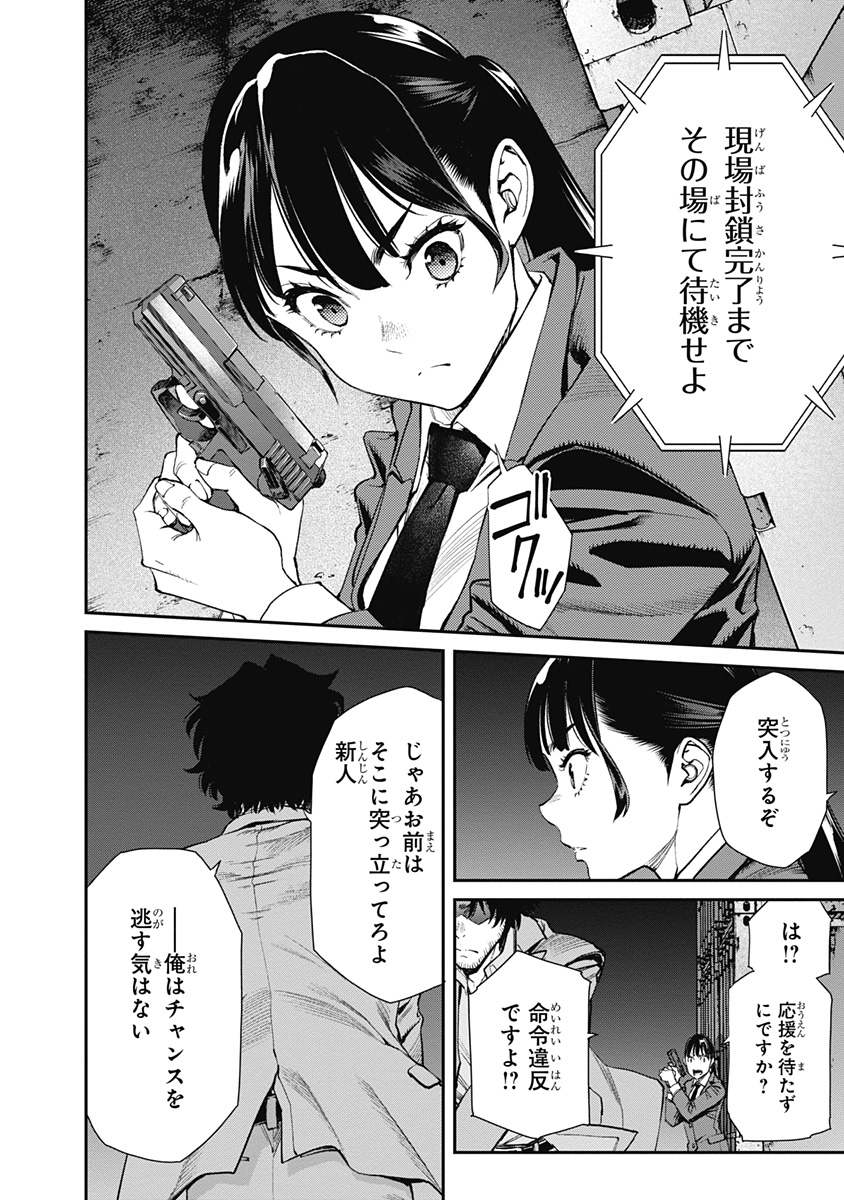 現場封鎖完了まで
その場にて待機せよ
ゴクッ
突入するぞ
は!?
応援を待たず
にですか?
命令違反
ですよ!?
じゃあお前は
そこに突っ立ってろよ
新人
──俺はチャンスを
逃す気はない